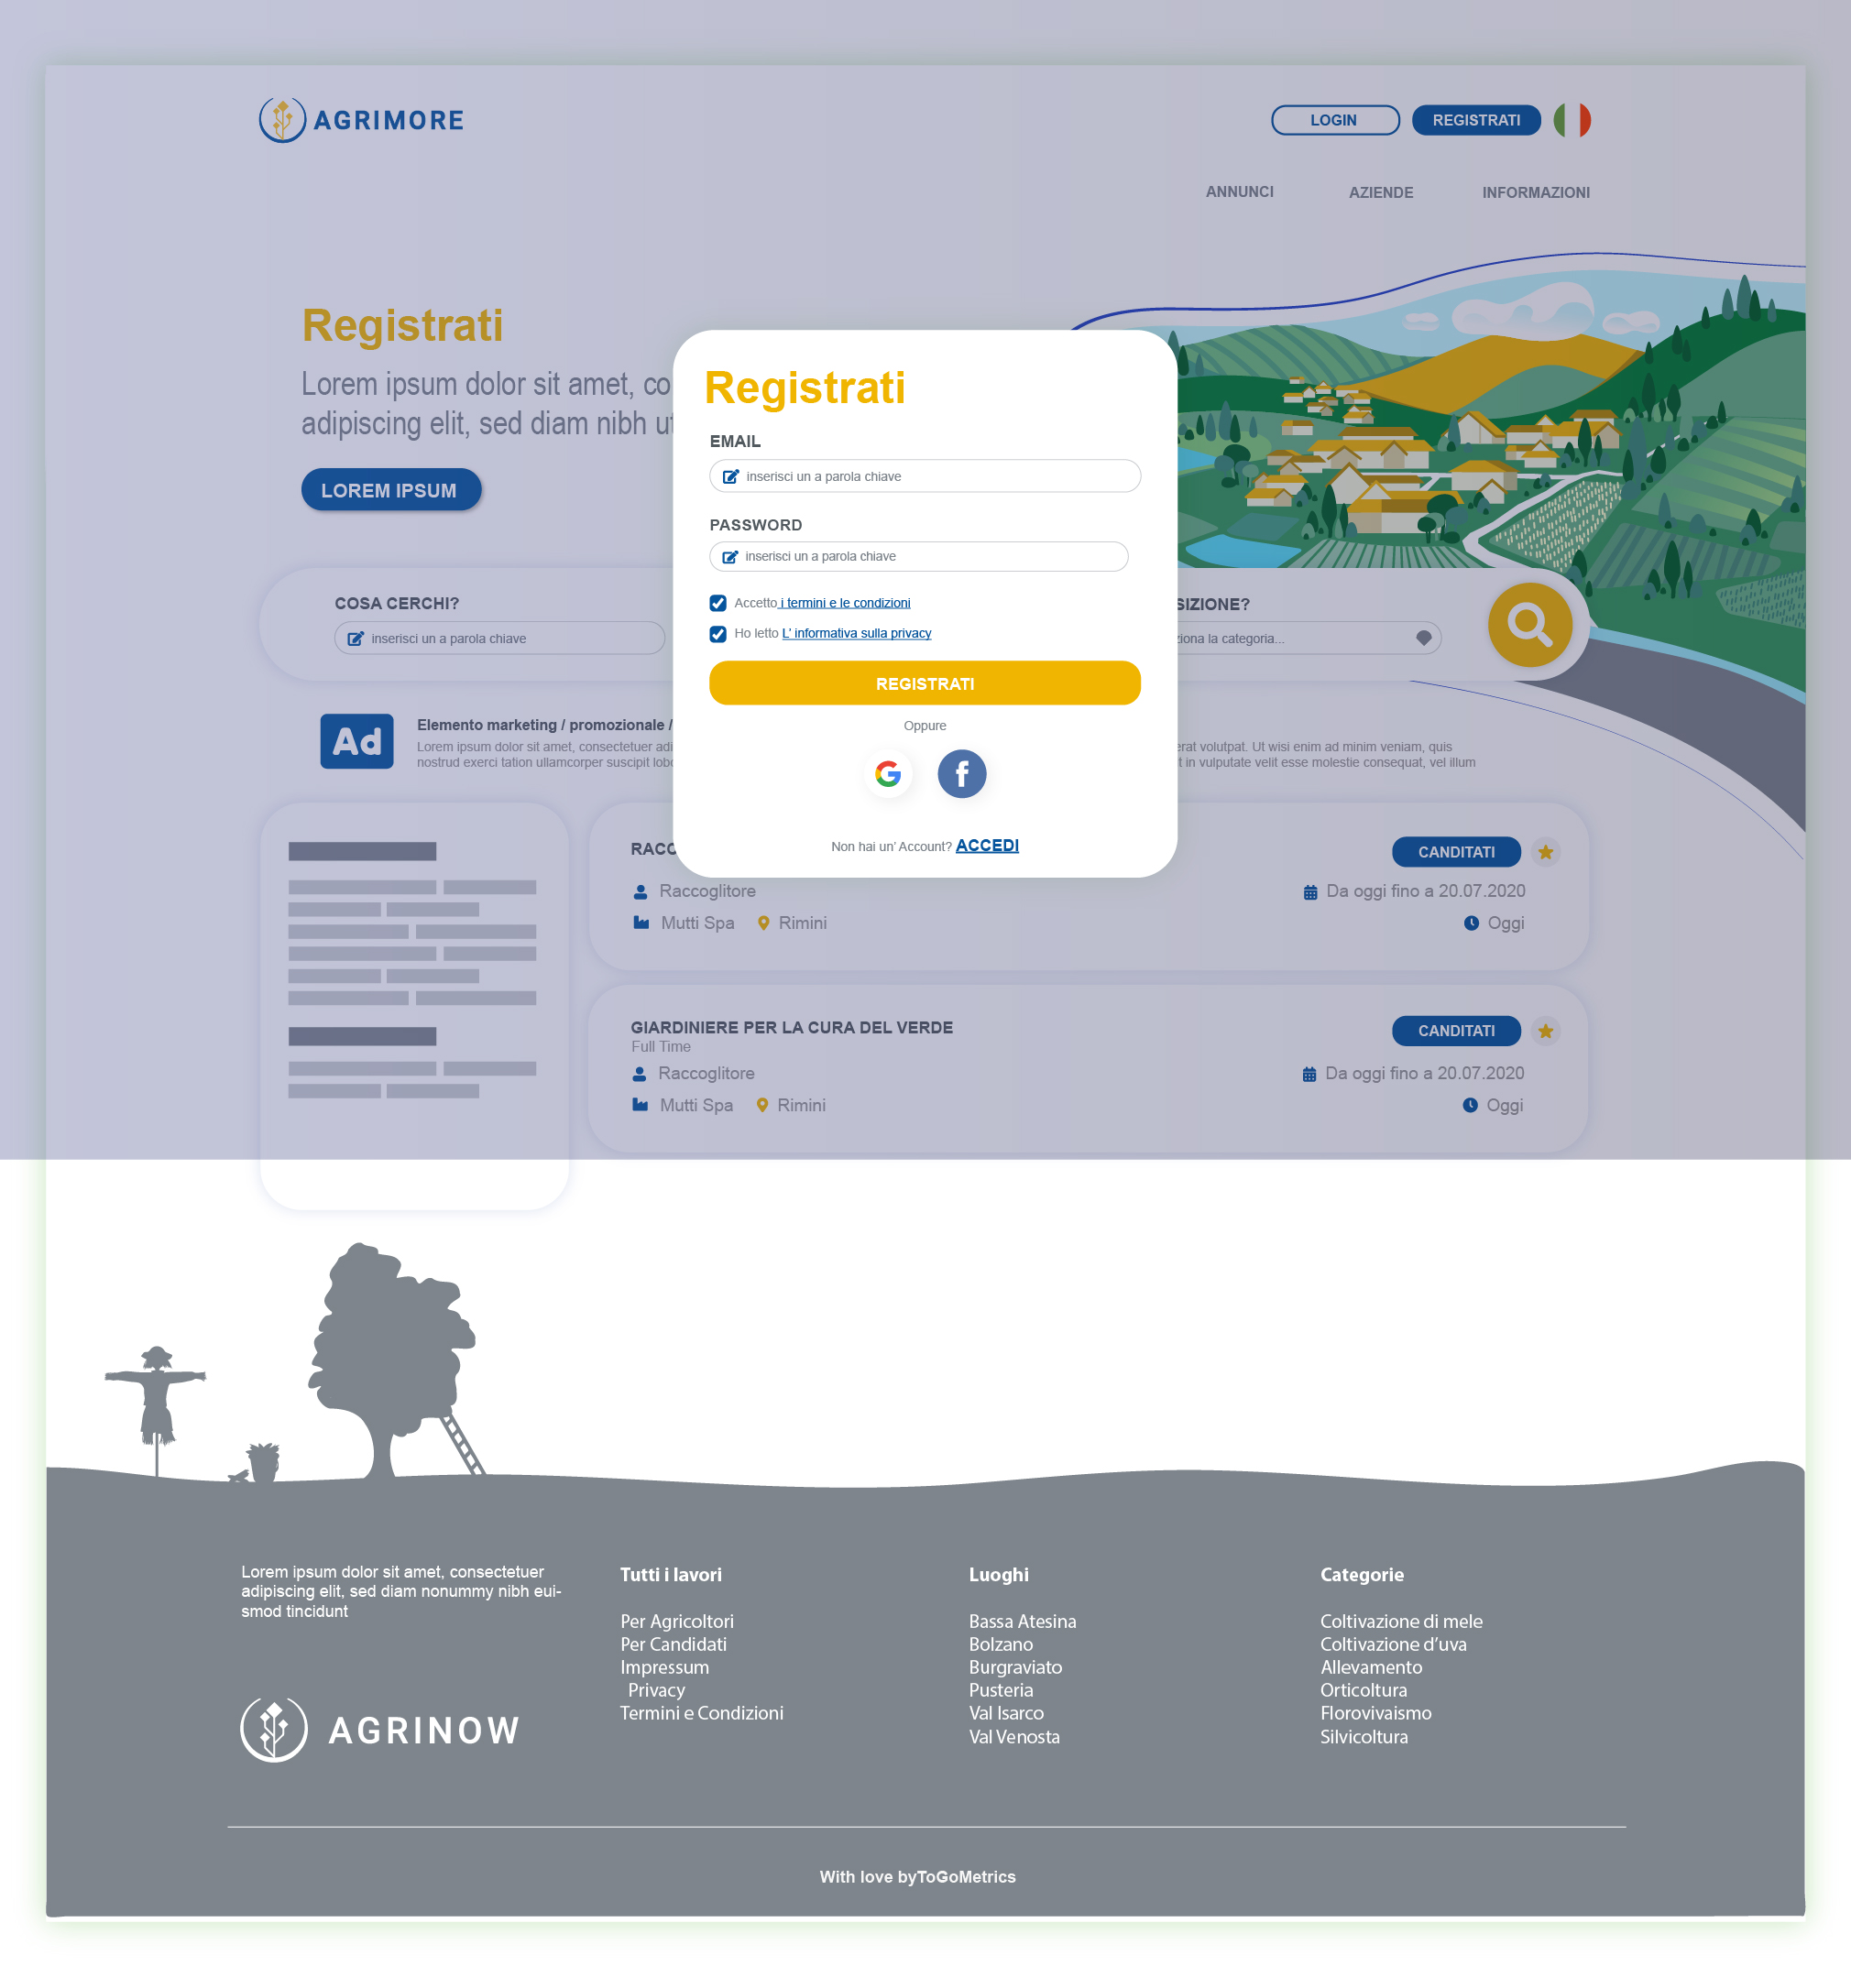 AGRIMORE
LOGIN
REGISTRATI
ANNUNCI
AZIENDE
INFORMAZIONI
Registrati
Lorem ipsum dolor sit amet, co
adipiscing elit, sed diam nibh
LOREM IPSUM
Registrati
EMAIL
inserisci un a parola chiave
PASSWORD
inserisci un a parola chiave
Accetto i termini e le condizioni
Ho letto L' informativa sulla privacy
REGISTRATI
Oppure
Non hai un' Account? ACCEDI
COSA CERCHI?
inserisci un a parola chiave
SIZIONE?
ziona la categoria...
Ad
Elemento marketing / promozionale /
Lorem ipsum dolor sit amet, consectetuer adi
erat volutpat. Ut wisi enim ad minim veniam, quis
nostrud exerci tation ullamcorper suscipit lobo
t in vulputate velit esse molestie consequat, vel illum
RACC
CANDITATI
Raccoglitore
Da oggi fino a 20.07.2020
Mutti Spa
Rimini
Oggi
GIARDINIERE PER LA CURA DEL VERDE
CANDITATI
Full Time
Raccoglitore
Da oggi fino a 20.07.2020
Mutti Spa
Rimini
Oggi
Lorem ipsum dolor sit amet, consectetuer
adipiscing elit, sed diam nonummy nibh eui-
smod tincidunt
AGRINOW
Tutti i lavori
Per Agricoltori
Per Candidati
Impressum
Privacy
Termini e Condizioni
Luoghi
Bassa Atesina
Bolzano
Burgraviato
Pusteria
Val Isarco
Val Venosta
Categorie
Coltivazione di mele
Coltivazione d'uva
Allevamento
Orticoltura
Florovivaismo
Silvicoltura
With love byToGoMetrics